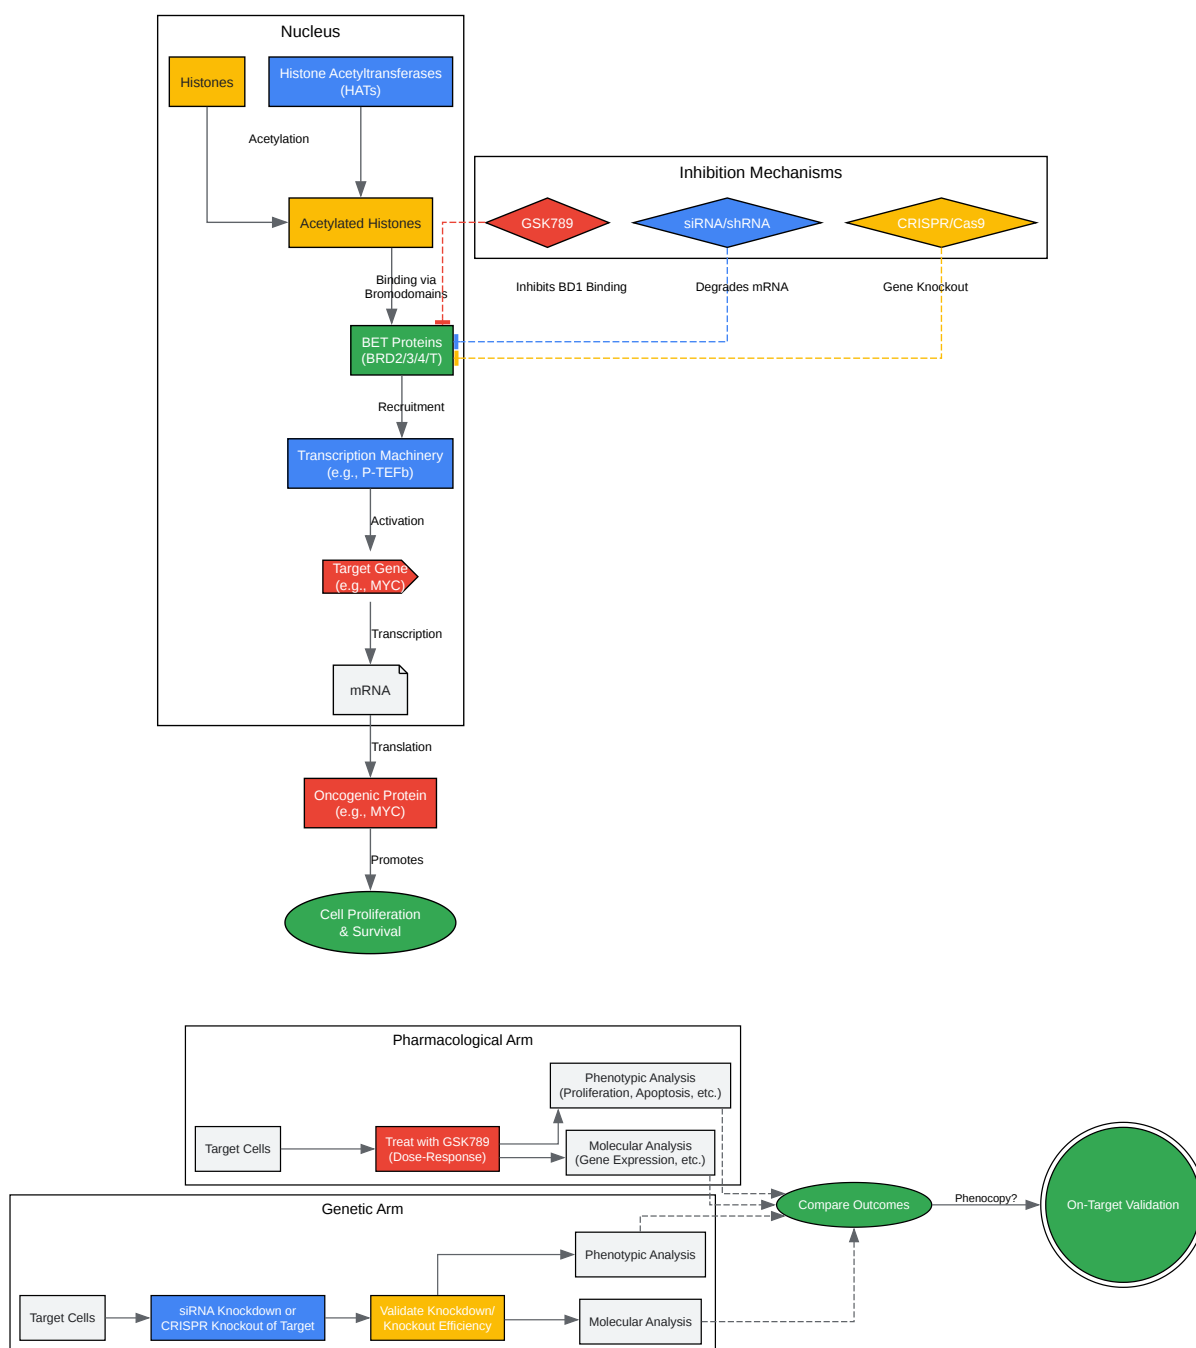 Nucleus
Histones
Histone Acetyltransferases
(HATs)
Acetylation
Inhibition Mechanisms
Acetylated Histones
GSK789
siRNA/shRNA
CRISPR/Cas9
Binding via
Bromodomains
Inhibits BD1 Binding
Degrades mRNA
Gene Knockout
BET Proteins
(BRD2/3/4/T)
Recruitment
Transcription Machinery
(e.g., P-TEFb)
Activation
Target Gene
(e.g., MYC)
Transcription
mRNA
Translation
Oncogenic Protein
(e.g., MYC)
Promotes
Cell Proliferation
& Survival
Pharmacological Arm
Phenotypic Analysis
(Proliferation, Apoptosis, etc.)
Target Cells
Treat with GSK789
(Dose-Response)
Molecular Analysis
(Gene Expression, etc.)
Genetic Arm
Compare Outcomes
Phenocopy?
On-Target Validation
Phenotypic Analysis
Target Cells
siRNA Knockdown or
CRISPR Knockout of Target
Validate Knockdown/
Knockout Efficiency
Molecular Analysis